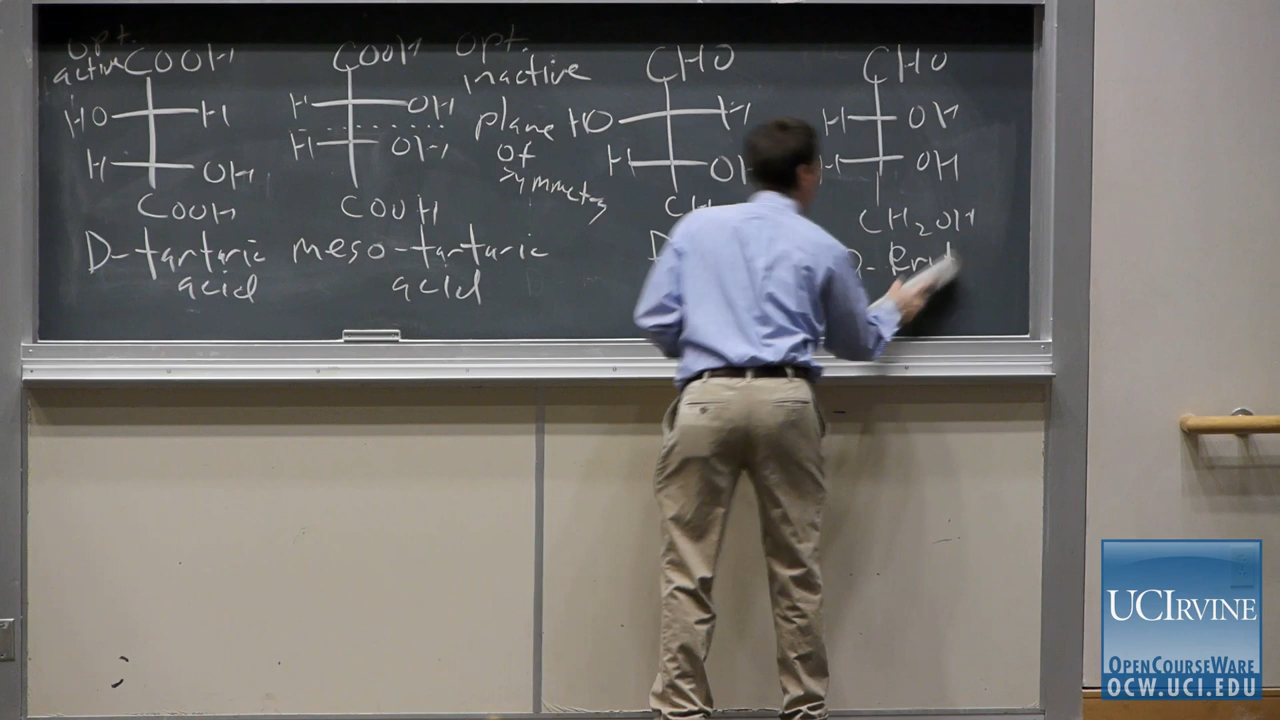 opt.
active
COOH
HO H
H OH
COOH
D-tartaric
acid
COOH
H OH
H OH
COOH
meso-tartaric
acid
opt.
inactive
plane
of
symmetry
CHO
HO H
H OH
CH
D
CHO
H OH
H OH
CH2OH
D-
UCIRVINE
OPENCOURSEWARE
OCW.UCI.EDU